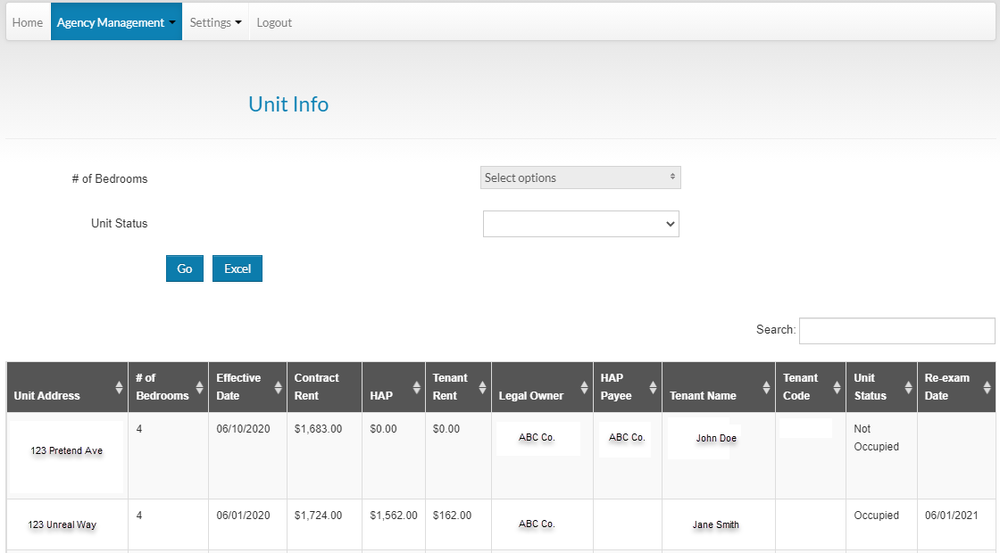 Home Agency Management Settings Logout
Unit Info
# of Bedrooms Select options
Unit Status
Go Excel
Search:
Unit Address # of Bedrooms Effective Date Contract Rent HAP Tenant Rent Legal Owner HAP Payee Tenant Name Tenant Code Unit Status Re-exam Date
123 Pretend Ave 4 06/10/2020 $1,683.00 $0.00 $0.00 ABC Co. ABC Co. John Doe Not Occupied
123 Unreal Way 4 06/01/2020 $1,724.00 $1,562.00 $162.00 ABC Co. Jane Smith Occupied 06/01/2021